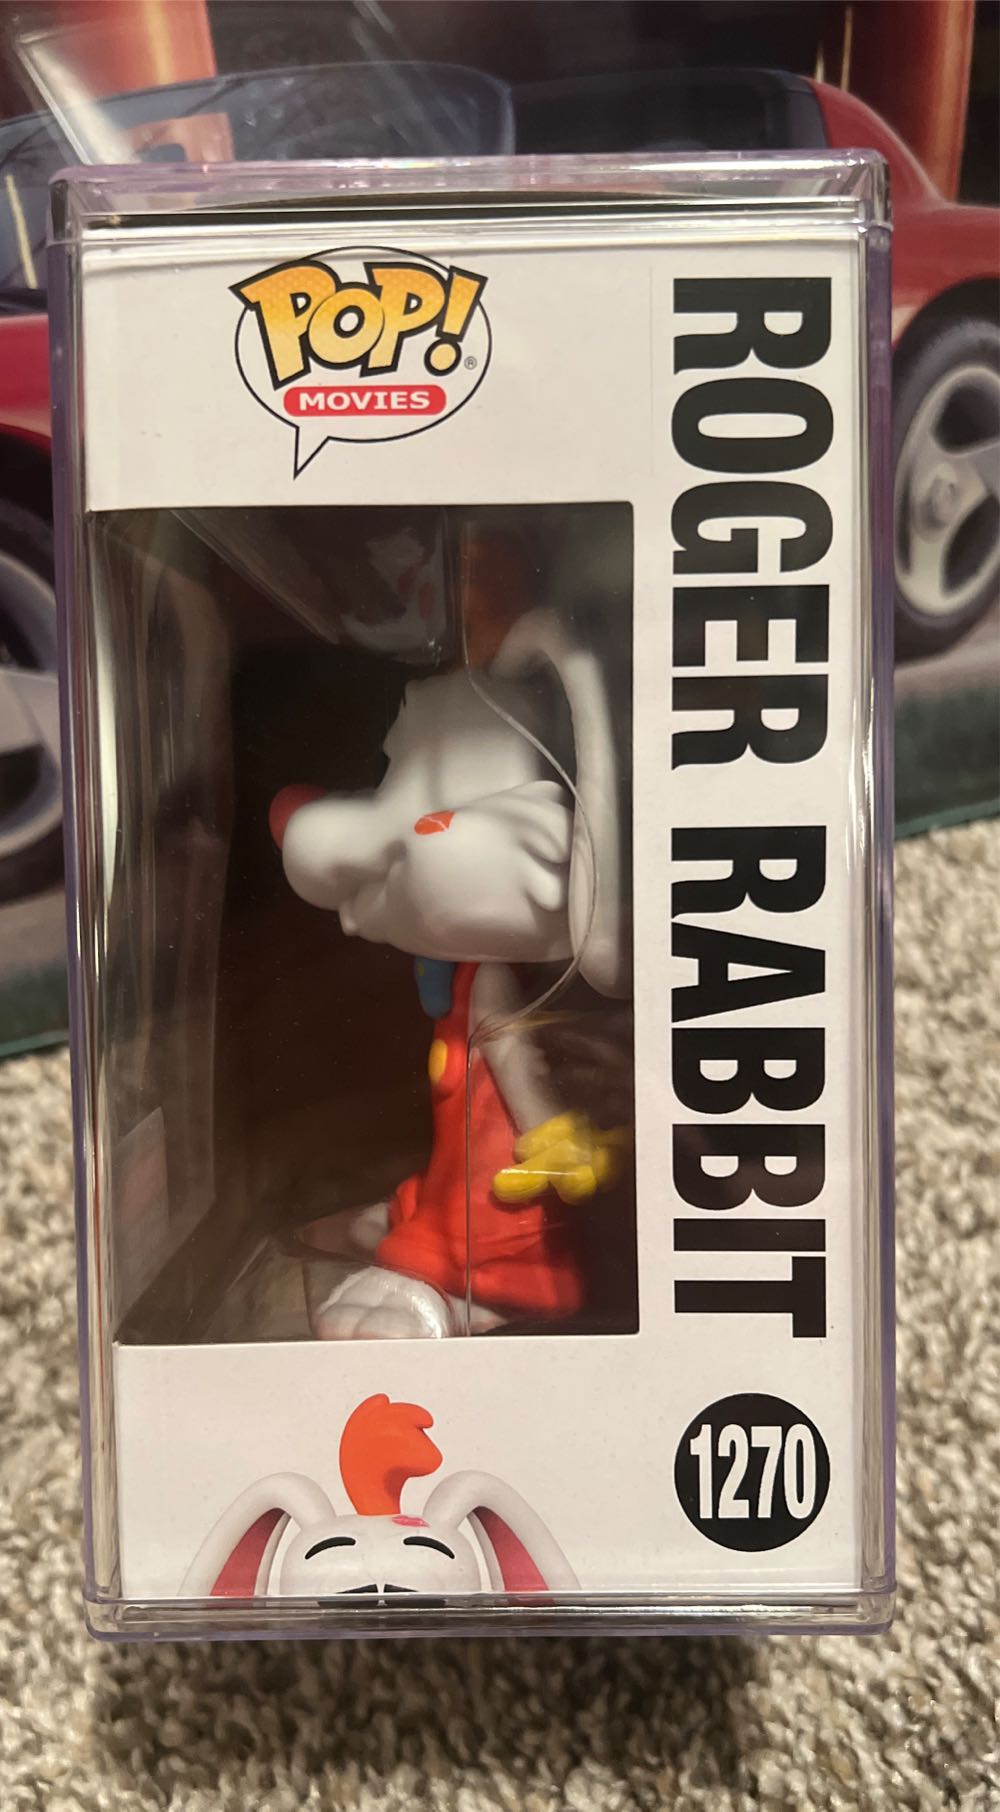 POP!®
MOVIES
ROGER RABBIT
1270